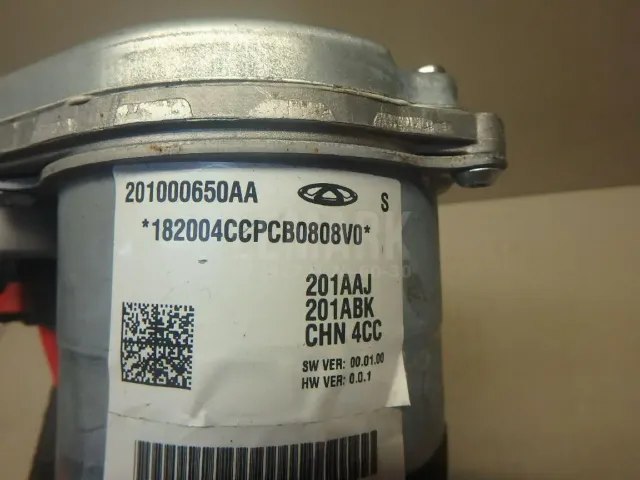 201000650AA S
*182004CCPCB0808V0*
201AAJ
201ABK
CHN 4CC
SW VER: 00.01.00
HW VER: 0.0.1